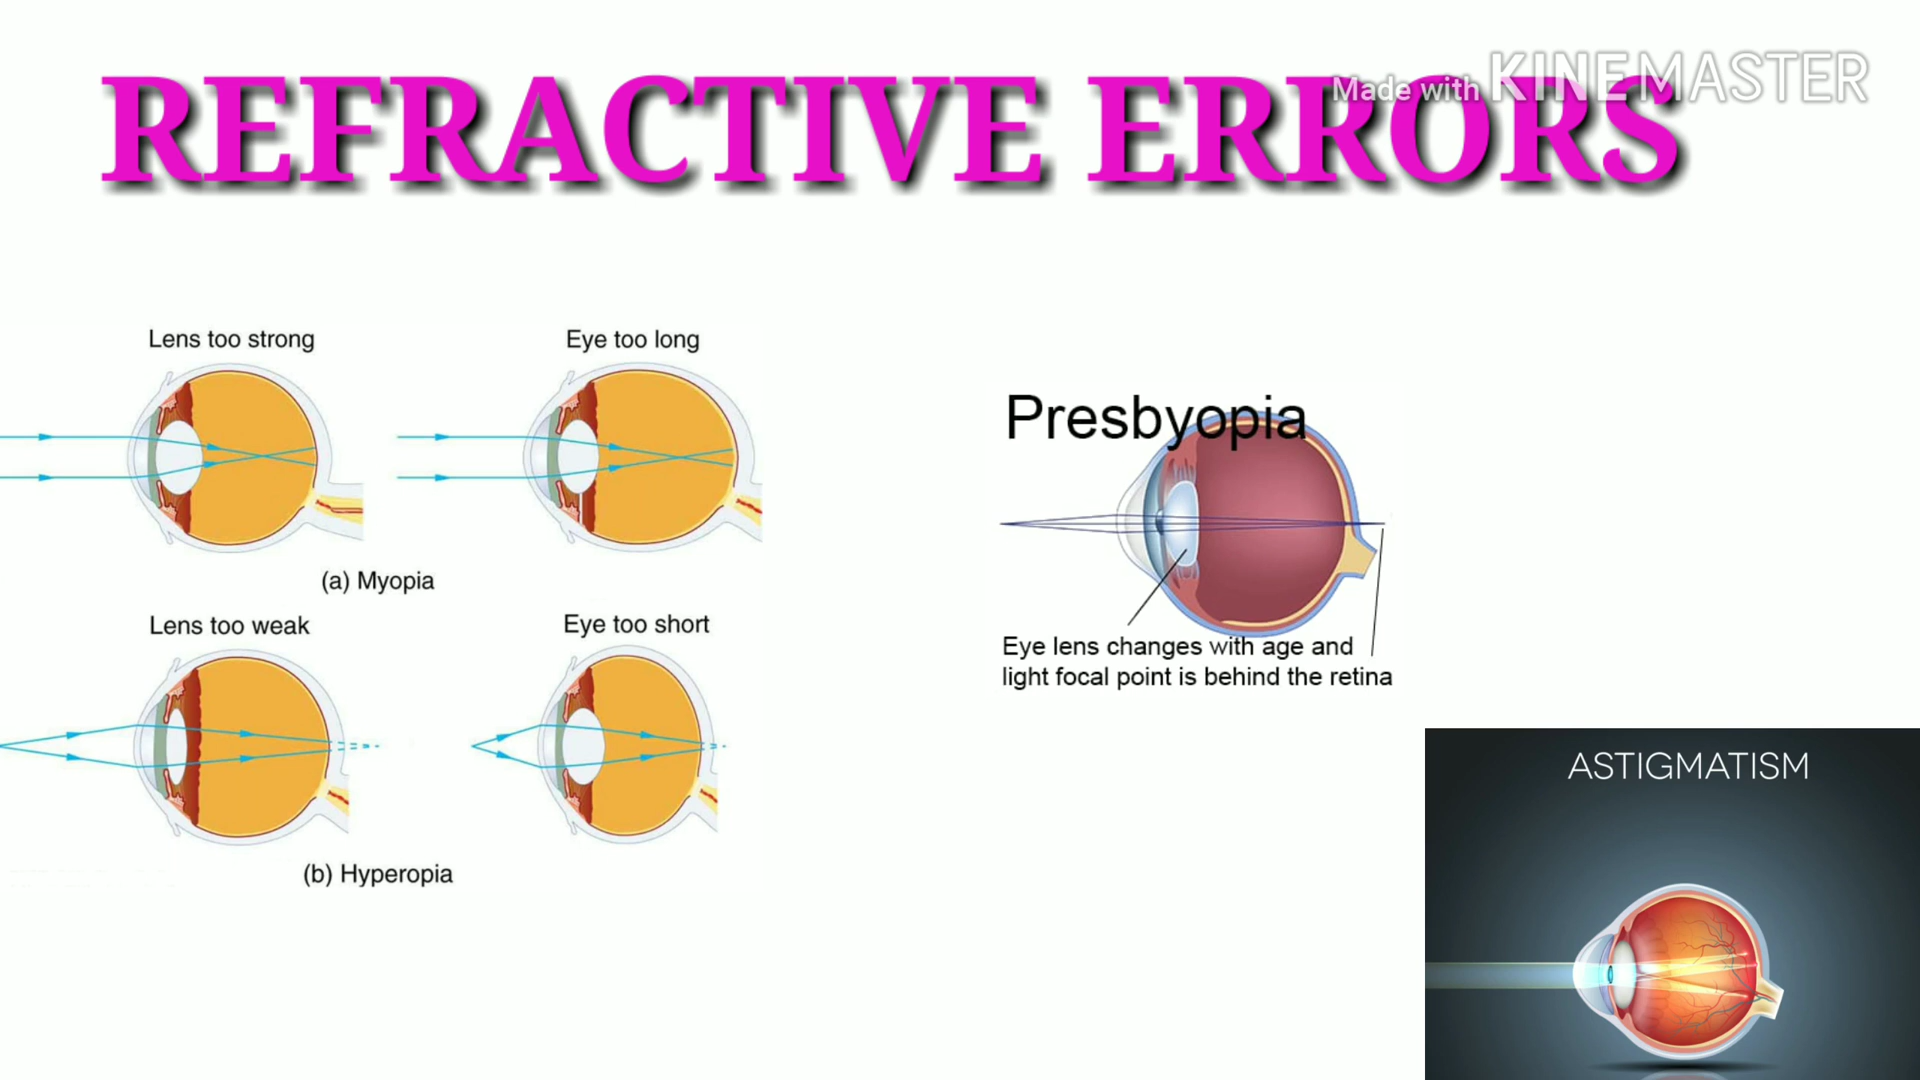 REFRACTIVE ERRORS
Made with KINEMASTER
Lens too strong
Eye too long
(a) Myopia
Lens too weak
Eye too short
(b) Hyperopia
Presbyopia
Eye lens changes with age and
light focal point is behind the retina
ASTIGMATISM